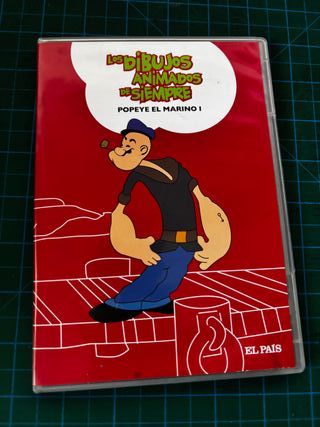 LOS DIBUJOS
ANIMADOS
DE SIEMPRE
POPEYE EL MARINO I
EL PAÍS